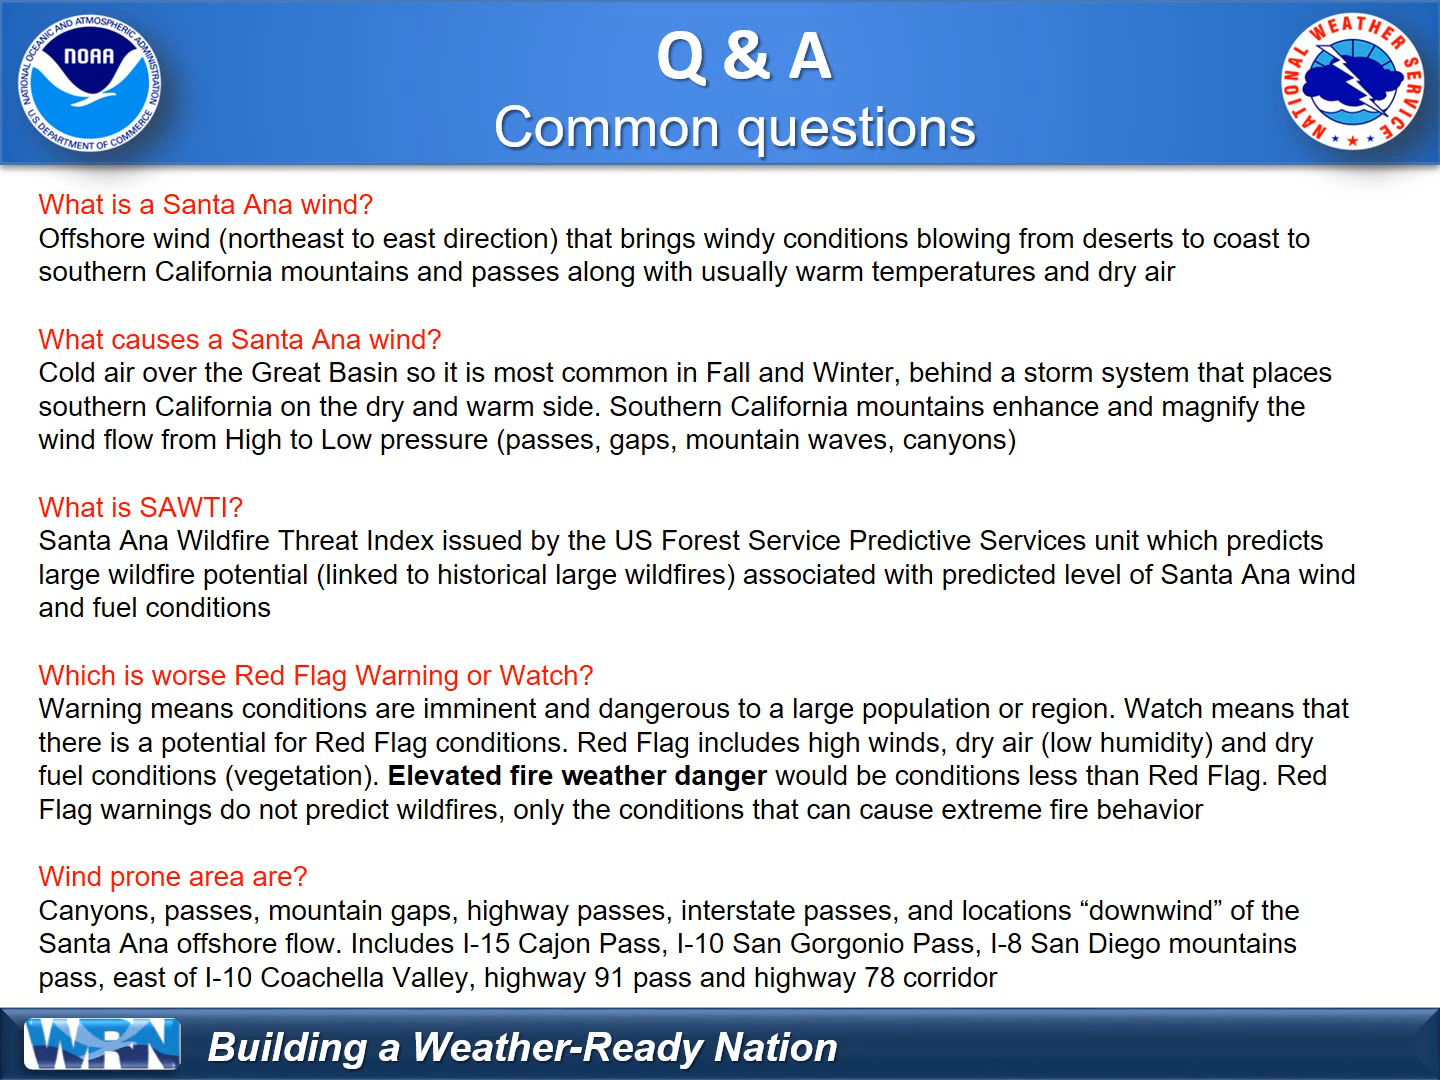 NATIONAL OCEANIC AND ATMOSPHERIC ADMINISTRATION
U.S. DEPARTMENT OF COMMERCE
NOAA
Q & A
Common questions
NATIONAL WEATHER SERVICE
What is a Santa Ana wind?
Offshore wind (northeast to east direction) that brings windy conditions blowing from deserts to coast to
southern California mountains and passes along with usually warm temperatures and dry air
What causes a Santa Ana wind?
Cold air over the Great Basin so it is most common in Fall and Winter, behind a storm system that places
southern California on the dry and warm side. Southern California mountains enhance and magnify the
wind flow from High to Low pressure (passes, gaps, mountain waves, canyons)
What is SAWTI?
Santa Ana Wildfire Threat Index issued by the US Forest Service Predictive Services unit which predicts
large wildfire potential (linked to historical large wildfires) associated with predicted level of Santa Ana wind
and fuel conditions
Which is worse Red Flag Warning or Watch?
Warning means conditions are imminent and dangerous to a large population or region. Watch means that
there is a potential for Red Flag conditions. Red Flag includes high winds, dry air (low humidity) and dry
fuel conditions (vegetation). Elevated fire weather danger would be conditions less than Red Flag. Red
Flag warnings do not predict wildfires, only the conditions that can cause extreme fire behavior
Wind prone area are?
Canyons, passes, mountain gaps, highway passes, interstate passes, and locations “downwind” of the
Santa Ana offshore flow. Includes I-15 Cajon Pass, I-10 San Gorgonio Pass, I-8 San Diego mountains
pass, east of I-10 Coachella Valley, highway 91 pass and highway 78 corridor
WRN
Building a Weather-Ready Nation